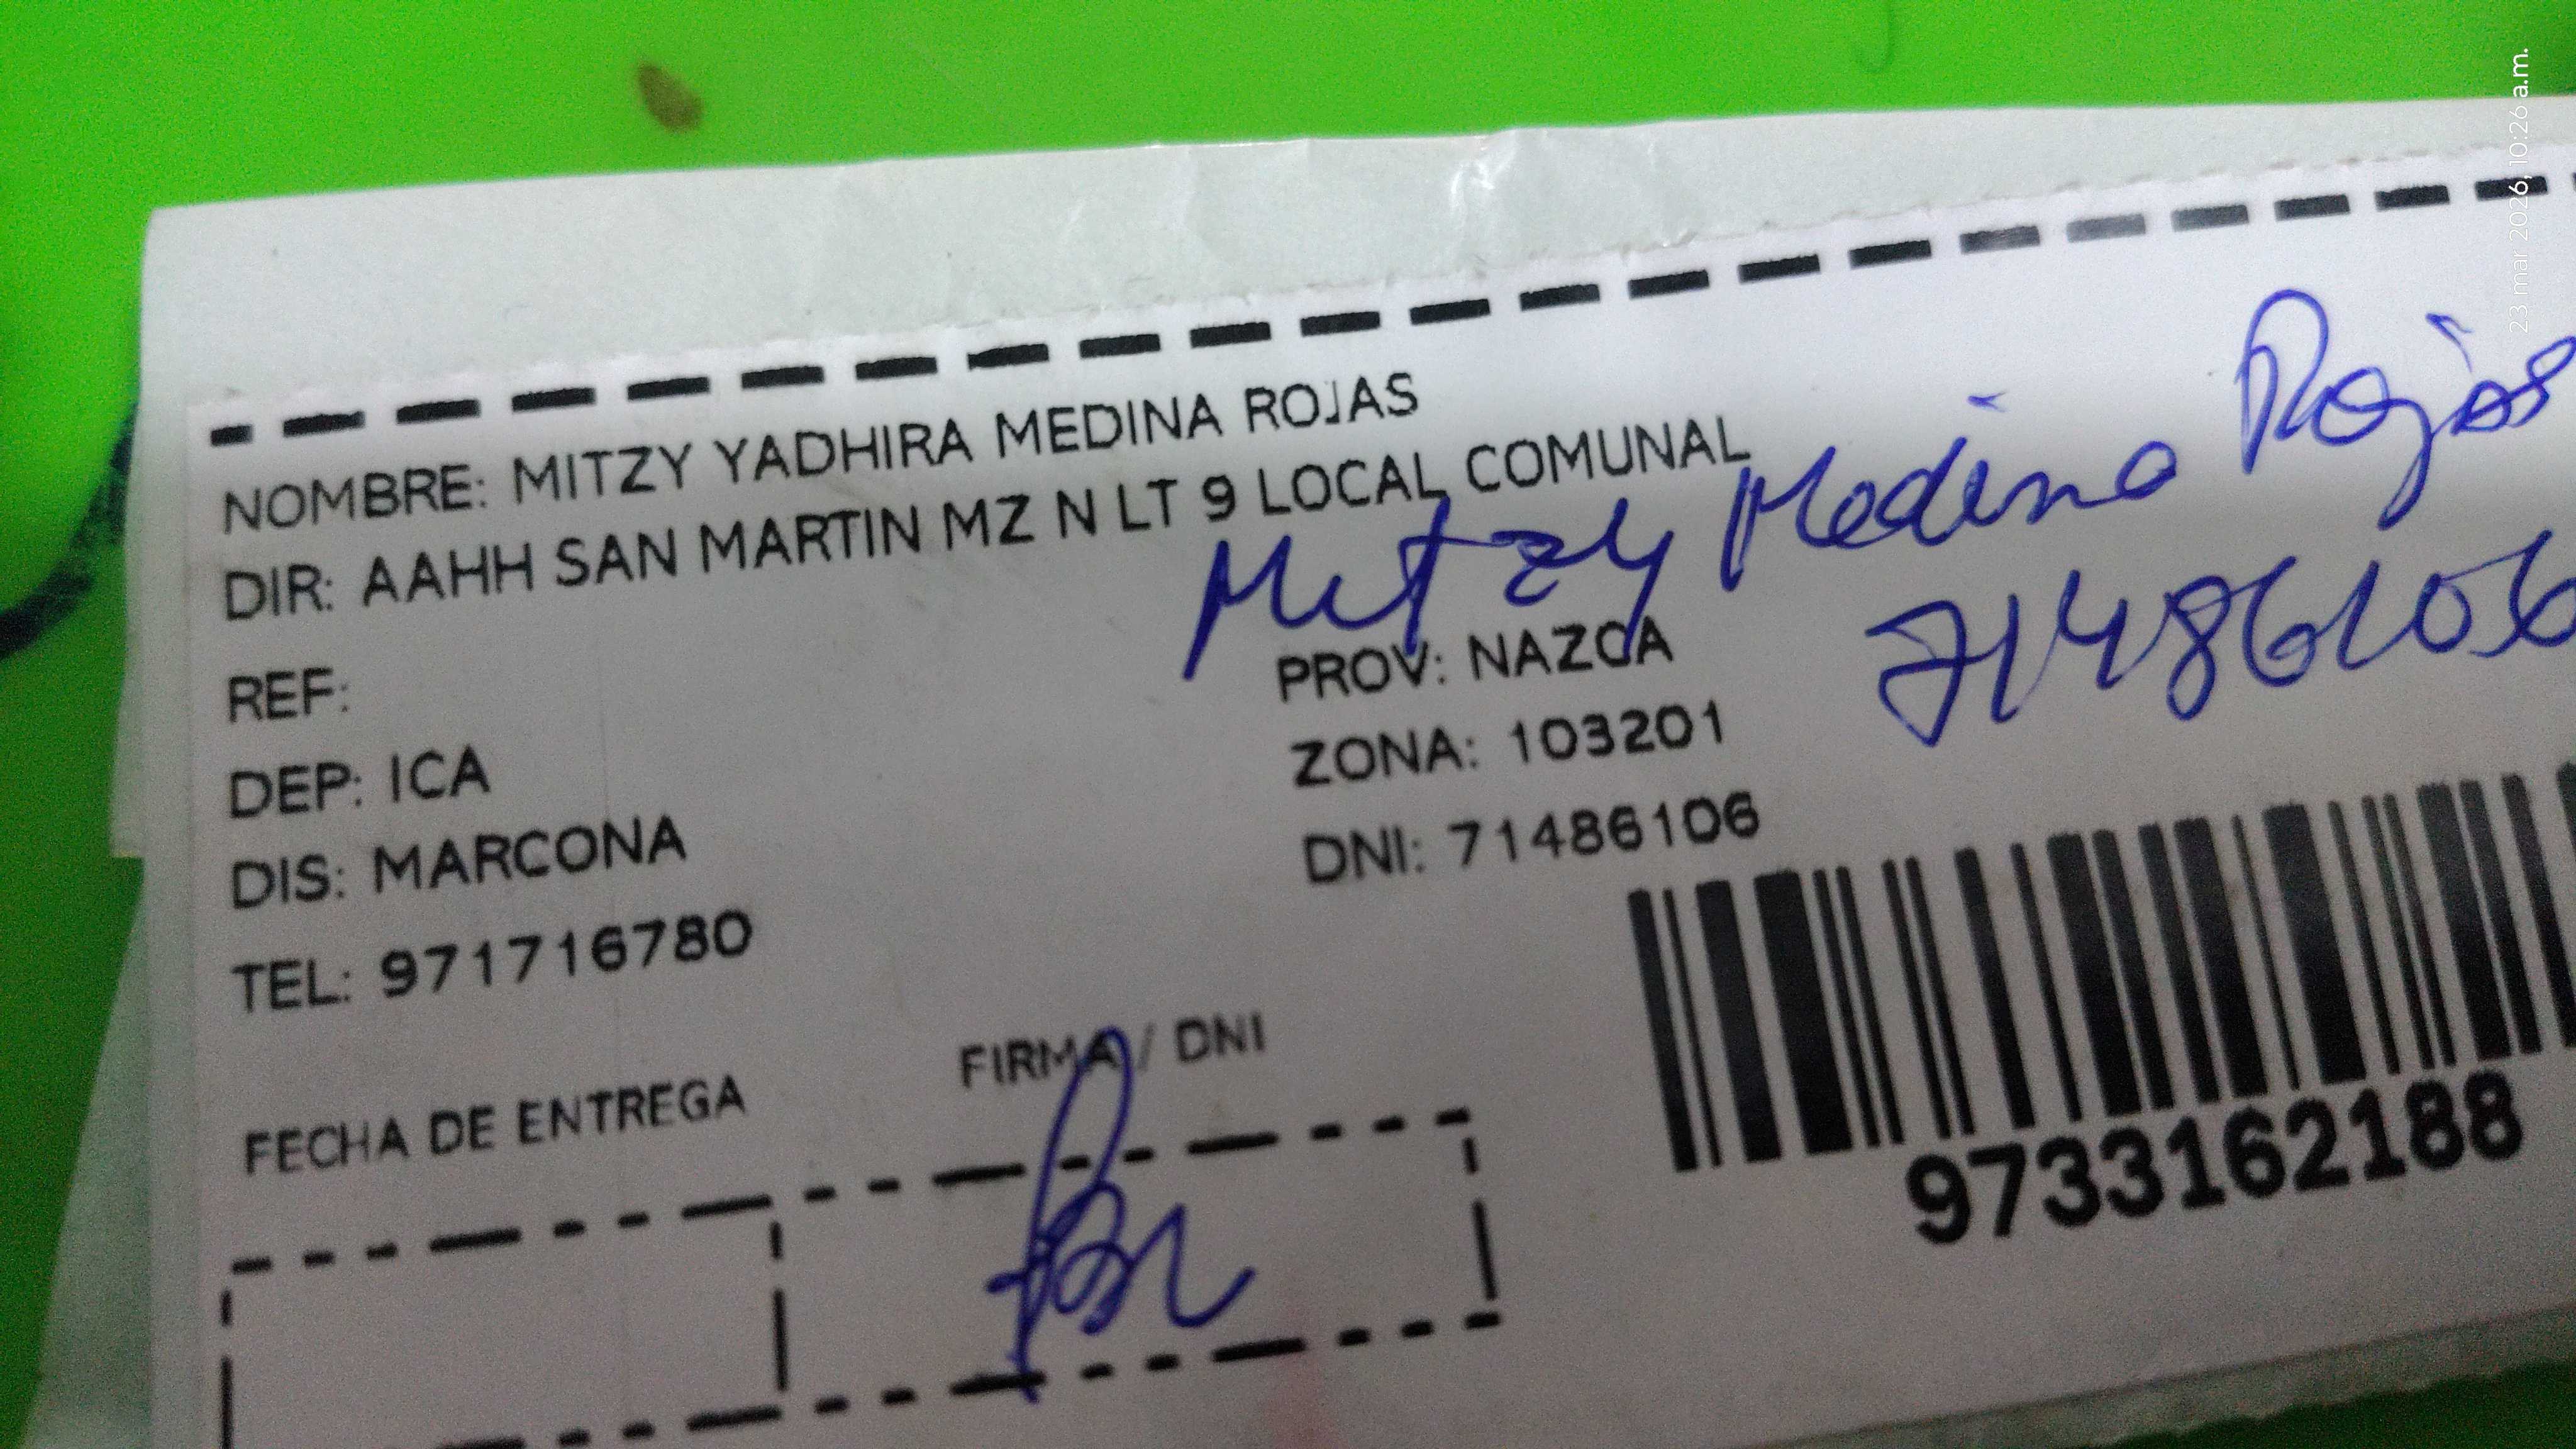 NOMBRE: MITZY YADHIRA MEDINA ROJAS
DIR: AAHH SAN MARTIN MZ N LT 9 LOCAL COMUNAL
Mitzy Medina Rojas
71486106
REF:
PROV: NAZCA
DEP: ICA
ZONA: 103201
DIS: MARCONA
DNI: 71486106
TEL: 971716780
FECHA DE ENTREGA
FIRMA / DNI
9733162188
23 mar 2026, 10:26 a.m.